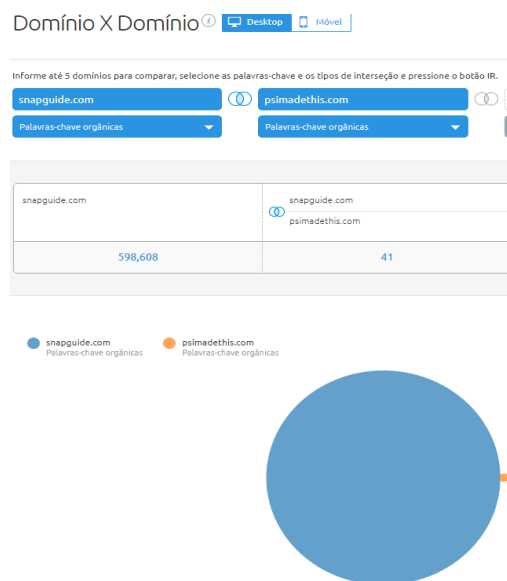 Domínio X Domínio i Desktop Móvel
Informe até 5 domínios para comparar, selecione as palavras-chave e os tipos de interseção e pressione o botão IR.
snapguide.com psimadethis.com
Palavras-chave orgânicas Palavras-chave orgânicas
snapguide.com snapguide.com
psimadethis.com
598,608 41
snapguide.com psimadethis.com
Palavras-chave orgânicas Palavras-chave orgânicas